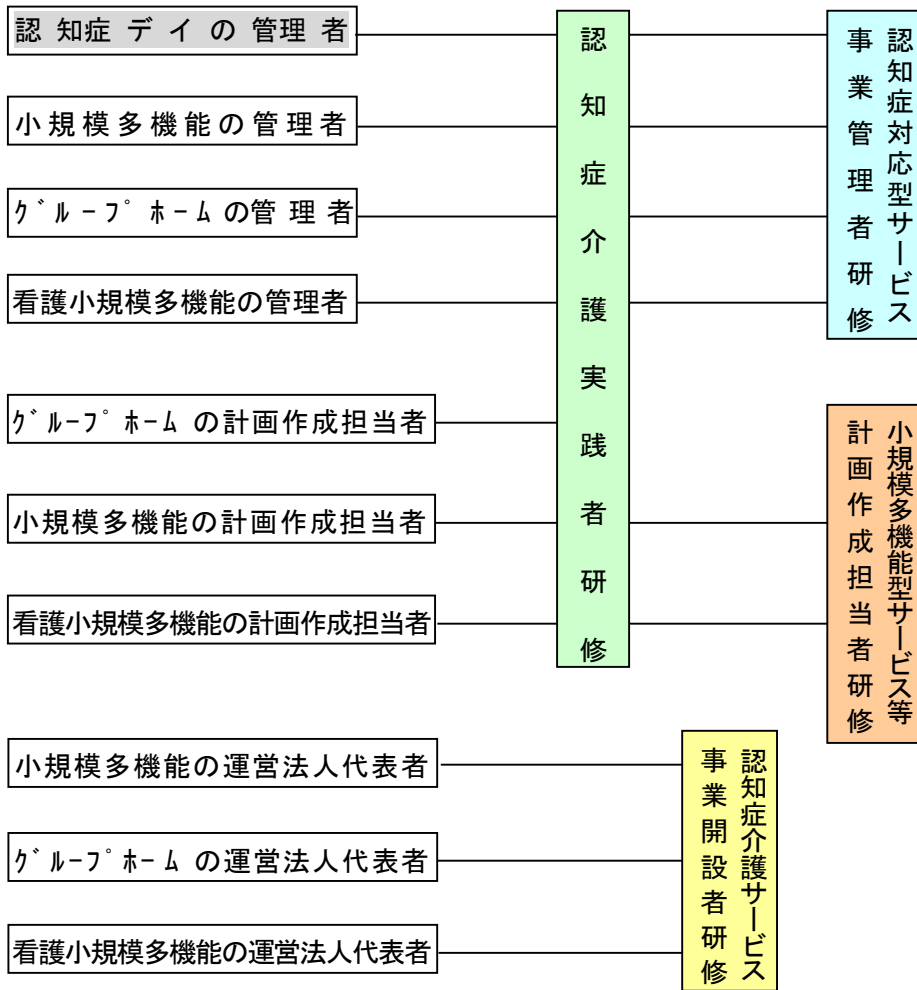 認知症デイの管理者
小規模多機能の管理者
グループホームの管理者
看護小規模多機能の管理者
グループホームの計画作成担当者
小規模多機能の計画作成担当者
看護小規模多機能の計画作成担当者
小規模多機能の運営法人代表者
グループホームの運営法人代表者
看護小規模多機能の運営法人代表者
認知症介護実践者研修
認知症対応型サービス
事業管理者研修
小規模多機能型サービス等
計画作成担当者研修
認知症介護サービス
事業開設者研修